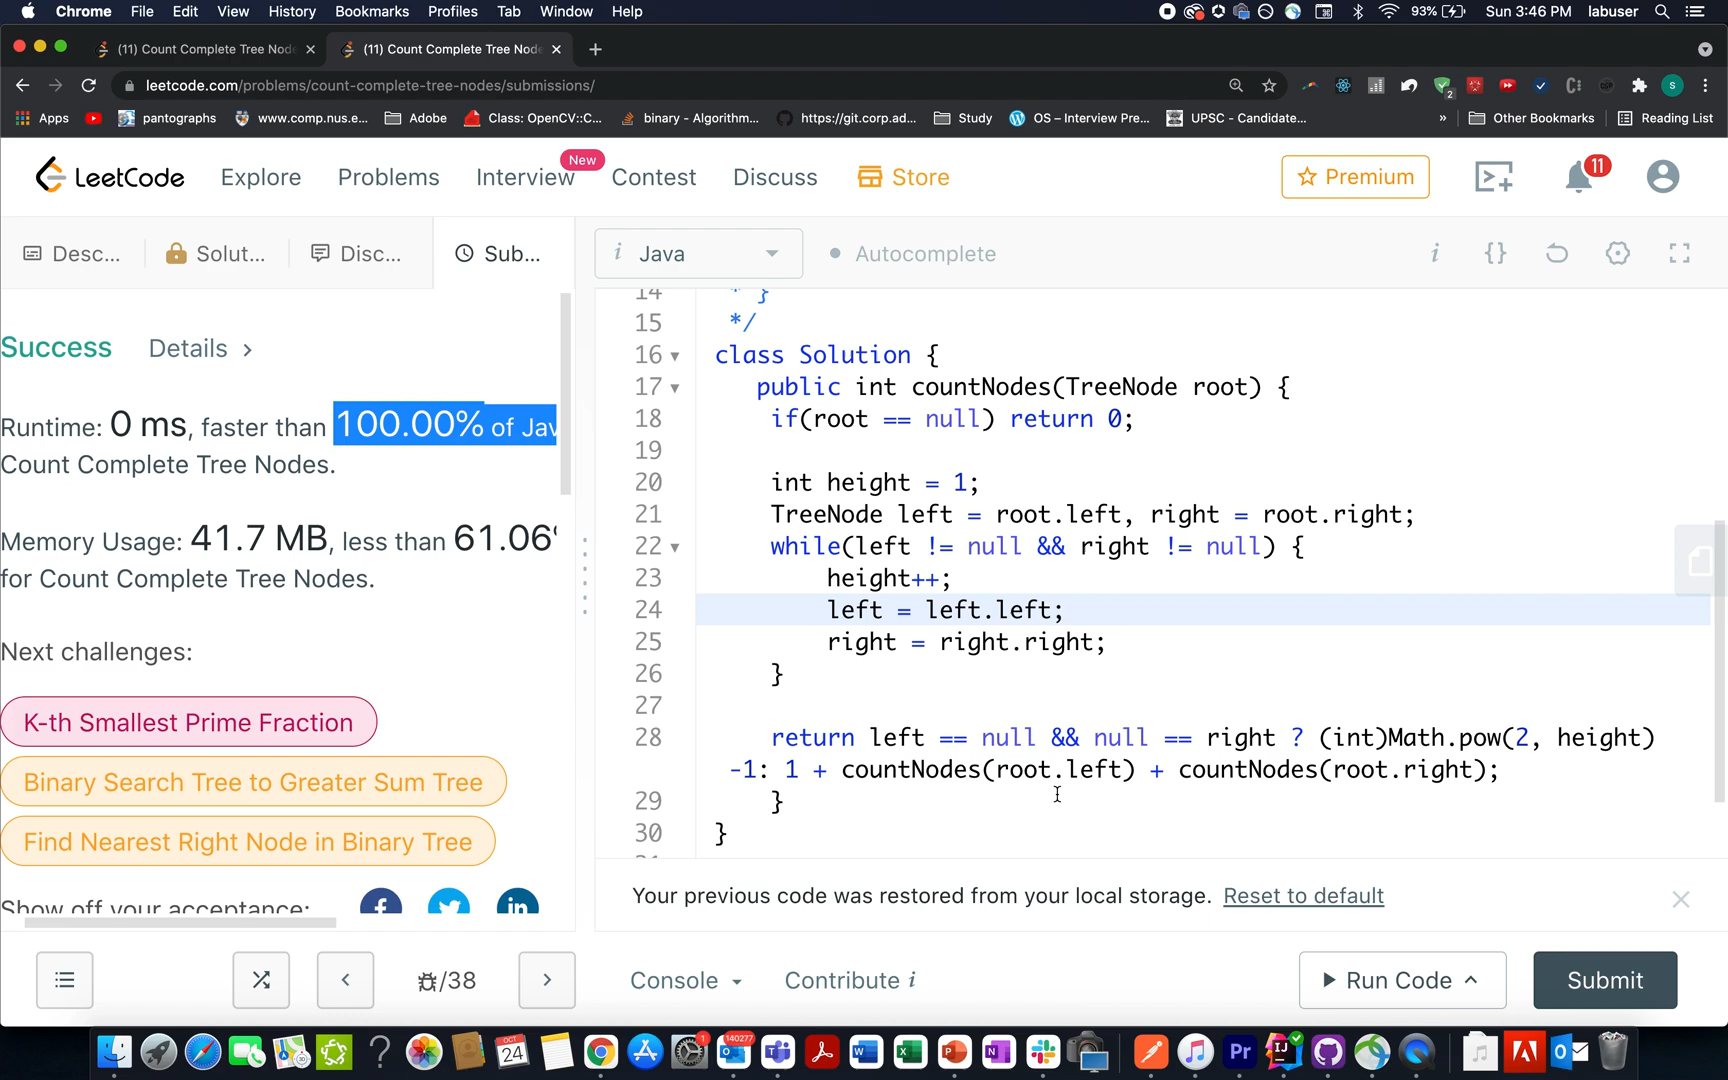 Chrome File Edit View History Bookmarks Profiles Tab Window Help 93% Sun 3:46 PM labuser
(11) Count Complete Tree Node (11) Count Complete Tree Node
leetcode.com/problems/count-complete-tree-nodes/submissions/
Apps pantographs www.comp.nus.e... Adobe Class: OpenCV::C... binary - Algorithm... https://git.corp.ad... Study OS – Interview Pre... UPSC - Candidate... » Other Bookmarks Reading List
LeetCode Explore Problems Interview New Contest Discuss Store Premium 11
Desc... Solut... Disc... Sub...
i Java Autocomplete
Success Details >
Runtime: 0 ms, faster than 100.00% of Jav
Count Complete Tree Nodes.
Memory Usage: 41.7 MB, less than 61.06
for Count Complete Tree Nodes.
Next challenges:
K-th Smallest Prime Fraction
Binary Search Tree to Greater Sum Tree
Find Nearest Right Node in Binary Tree
Show off your acceptance:
14 * }
15 */
16 class Solution {
17 public int countNodes(TreeNode root) {
18 if(root == null) return 0;
19
20 int height = 1;
21 TreeNode left = root.left, right = root.right;
22 while(left != null && right != null) {
23 height++;
24 left = left.left;
25 right = right.right;
26 }
27
28 return left == null && null == right ? (int)Math.pow(2, height)
-1: 1 + countNodes(root.left) + countNodes(root.right);
29 }
30 }
Your previous code was restored from your local storage. Reset to default
/38 Console Contribute i Run Code Submit
1 140277 OCT 24